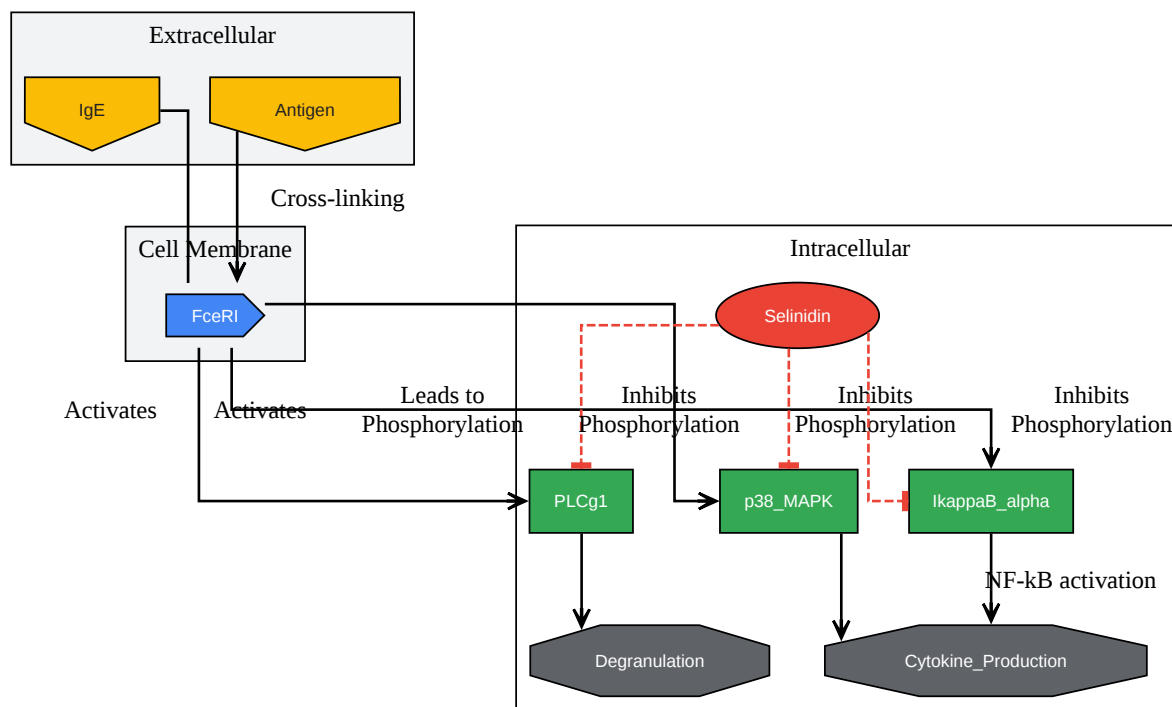 Extracellular
IgE
Antigen
Cross-linking
Cell Membrane
Intracellular
FceRI
Selinidin
Activates
Activates
Leads to
Phosphorylation
Inhibits
Phosphorylation
Inhibits
Phosphorylation
Inhibits
Phosphorylation
PLCg1
p38_MAPK
IkappaB_alpha
NF-kB activation
Degranulation
Cytokine_Production